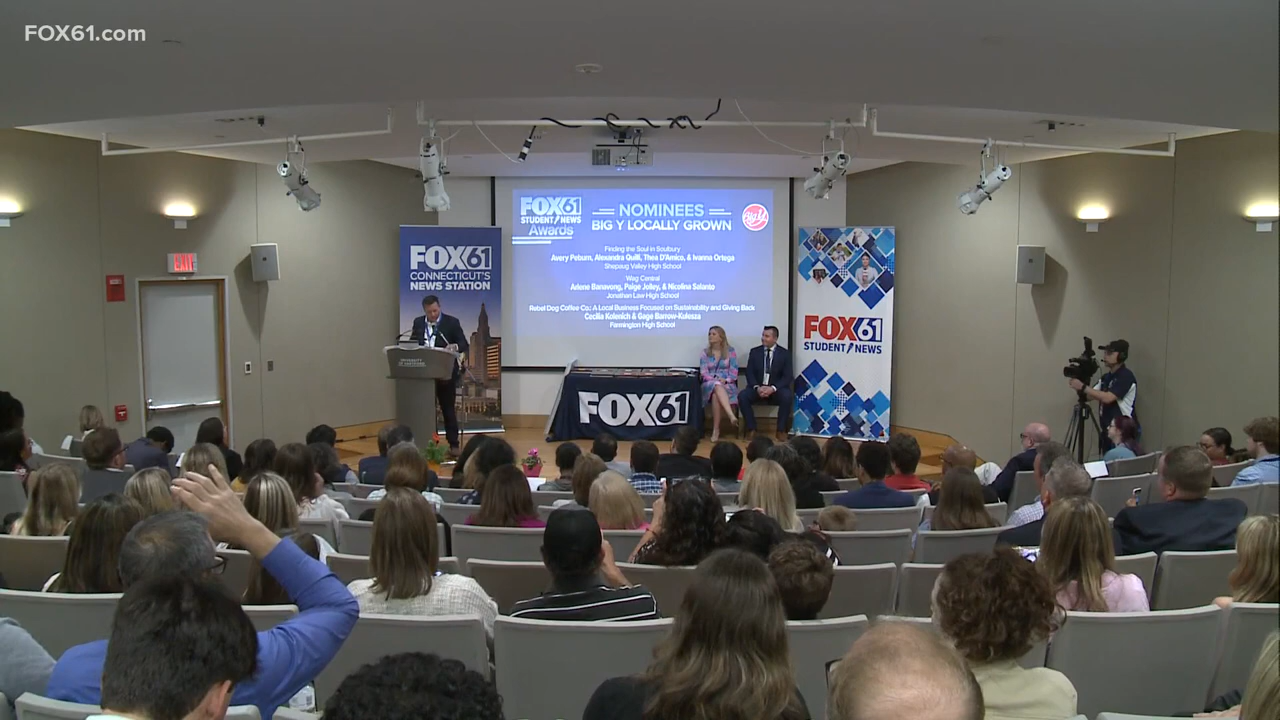 FOX61.com
FOX61
STUDENT NEWS
Awards
NOMINEES
BIG Y LOCALLY GROWN
Big Y
Finding the Soul in Soulbury
Avery Peburn, Alexandra Quilli, Thea D'Amico, & Ivanna Ortega
Shepaug Valley High School
Wag Central
Arlene Banavong, Paige Jolley, & Nicolina Salanto
Jonathan Law High School
Rebel Dog Coffee Co.: A Local Business Focused on Sustainability and Giving Back
Cecilia Kolenich & Gage Barrow-Kulesza
Farmington High School
FOX61
CONNECTICUT'S
NEWS STATION
FOX61
STUDENT NEWS
FOX61
UNIVERSITY
EXIT